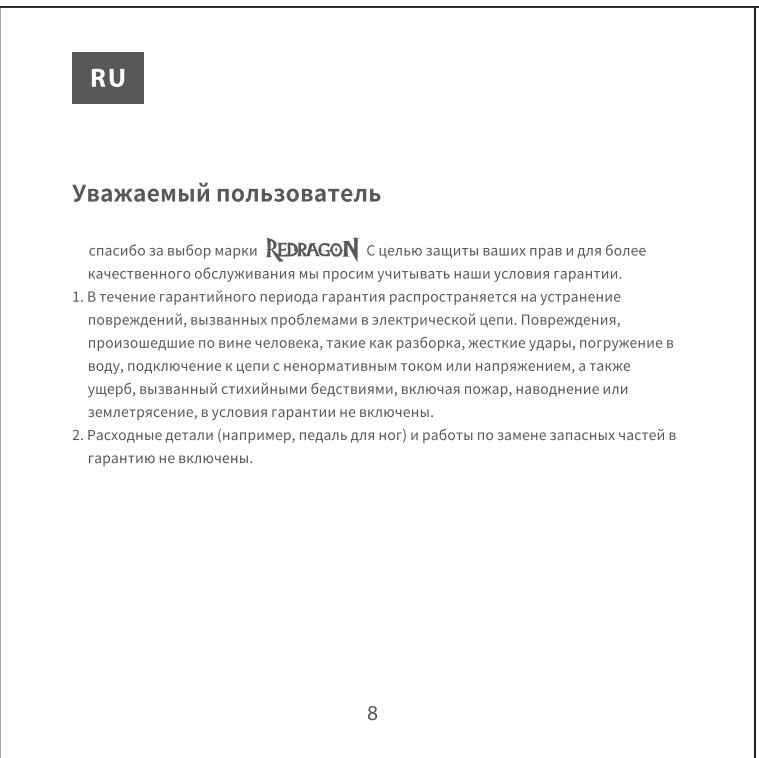 RU
Уважаемый пользователь
спасибо за выбор марки REDRAGON С целью защиты ваших прав и для более
качественного обслуживания мы просим учитывать наши условия гарантии.
1. В течение гарантийного периода гарантия распространяется на устранение
повреждений, вызванных проблемами в электрической цепи. Повреждения,
произошедшие по вине человека, такие как разборка, жесткие удары, погружение в
воду, подключение к цепи с ненормативным током или напряжением, а также
ущерб, вызванный стихийными бедствиями, включая пожар, наводнение или
землетрясение, в условия гарантии не включены.
2. Расходные детали (например, педаль для ног) и работы по замене запасных частей в
гарантию не включены.
8